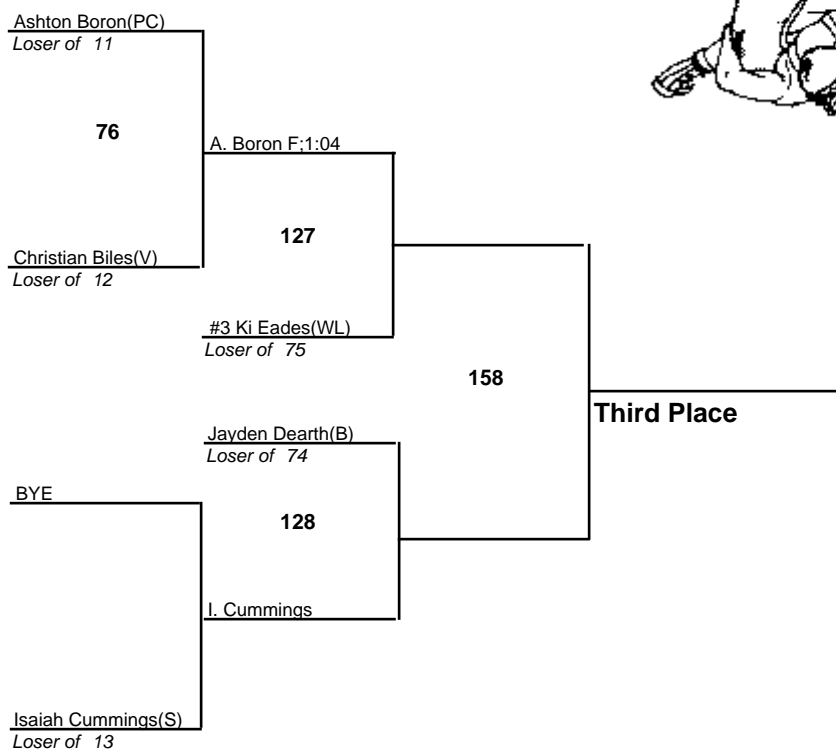 Ashton Boron(PC)
Loser of 11
76
A. Boron F;1:04
127
Christian Biles(V)
Loser of 12
#3 Ki Eades(WL)
Loser of 75
158
Third Place
Jayden Dearth(B)
Loser of 74
BYE
128
I. Cummings
Isaiah Cummings(S)
Loser of 13